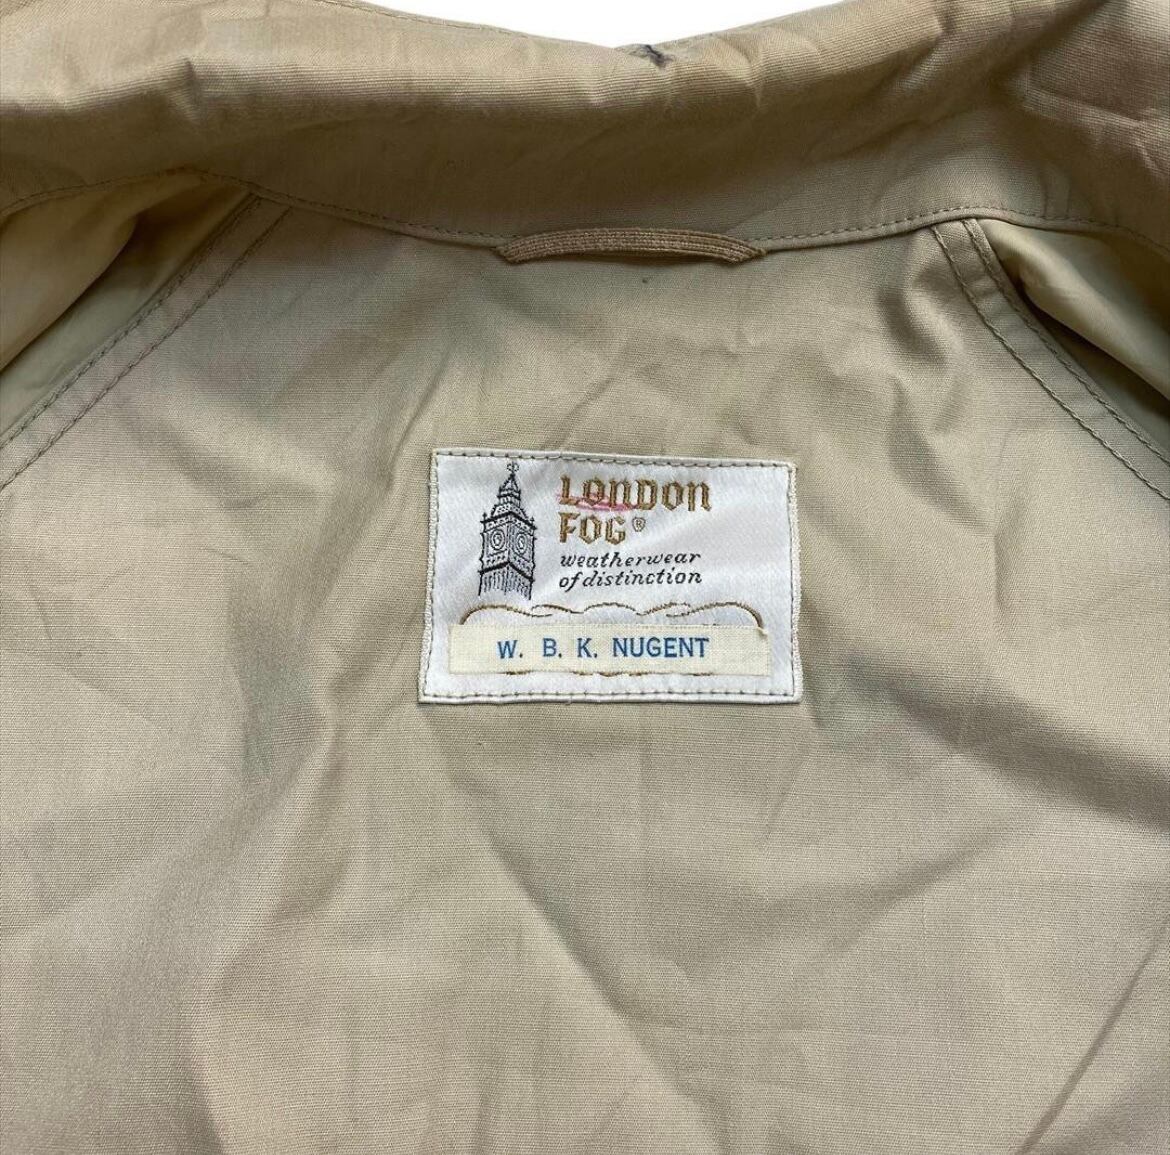 LONDON
FOG®
weatherwear
of distinction
W. B. K. NUGENT